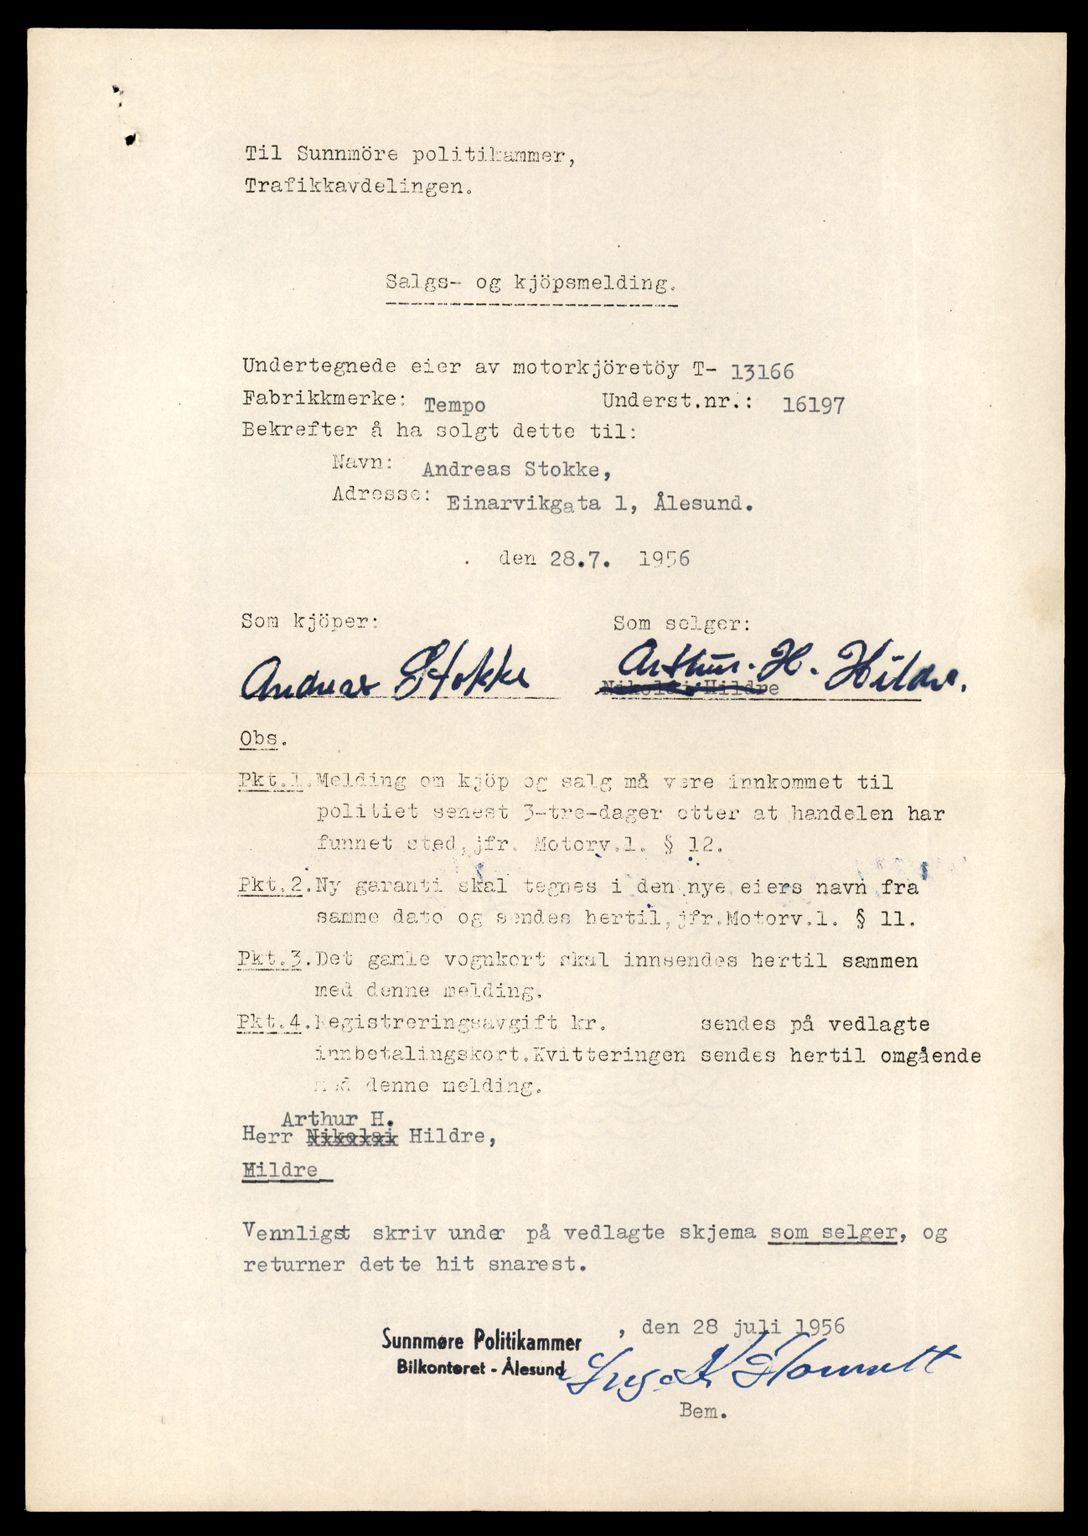 Til Sunnmöre politikammer,
Trafikkavdelingen.
Salgs- og kjöpsmelding.
Undertegnede eier av motorkjöretöy T- 13166
Fabrikkmerke: Tempo Underst.nr.: 16197
Bekrefter å ha solgt dette til:
Navn: Andreas Stokke,
Adresse: Einarvikgata 1, Ålesund.
. den 28.7. 1956
Som kjöper: Som selger:
Andreas Stokke Arthur. H. Hildre.
Nikolai Hildre
Obs.
Pkt.1.Melding om kjöp og salg må være innkommet til
politiet senest 3-tre-dager etter at handelen har
funnet sted, jfr. Motorv.l. § 12.
Pkt.2.Ny garanti skal tegnes i den nye eiers navn fra
samme dato og sendes hertil, jfr.Motorv.l. § 11.
Pkt.3.Det gamle vognkort skal innsendes hertil sammen
med denne melding.
Pkt.4.Registreringsavgift kr. sendes på vedlagte
innbetalingskort.Kvitteringen sendes hertil omgående
med denne melding.
Arthur H.
Herr Nikolai Hildre,
Hildre
Vennligst skriv under på vedlagte skjema som selger, og
returner dette hit snarest.
, den 28 juli 1956
Sunnmøre Politikammer
Bilkontoret - Ålesund
Bem.